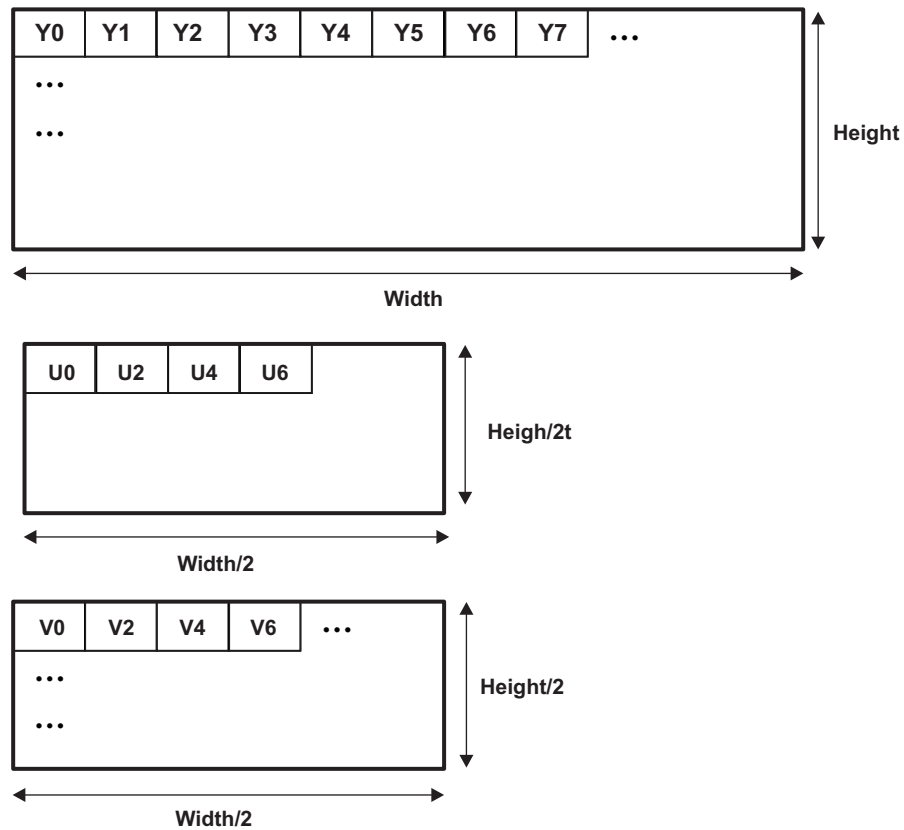 Y0 Y1 Y2 Y3 Y4 Y5 Y6 Y7 ...
...
...
Height
Width
U0 U2 U4 U6
Heigh/2t
Width/2
V0 V2 V4 V6 ...
...
...
Height/2
Width/2